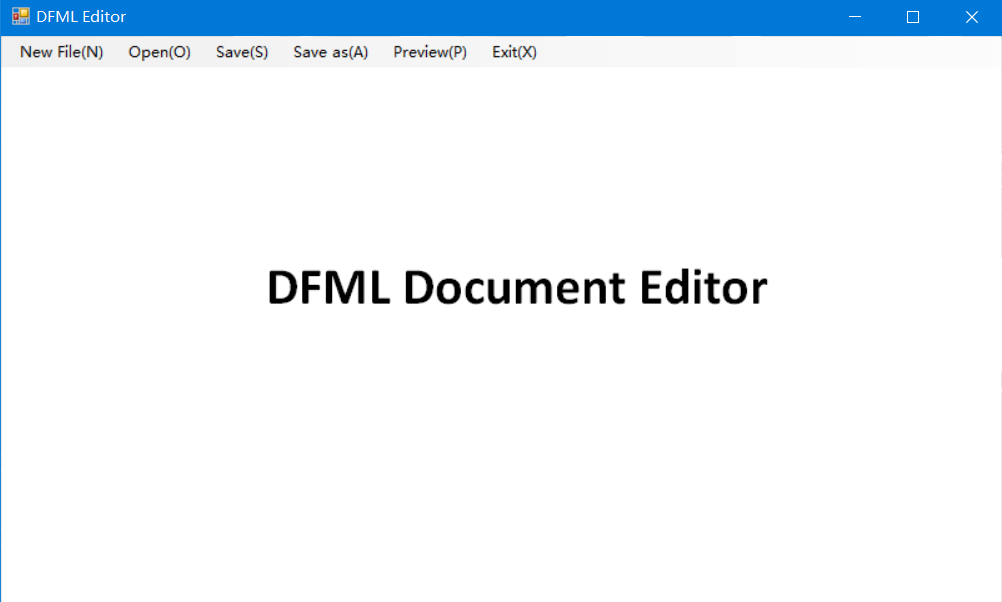 DFML Editor
New File(N) Open(O) Save(S) Save as(A) Preview(P) Exit(X)
DFML Document Editor